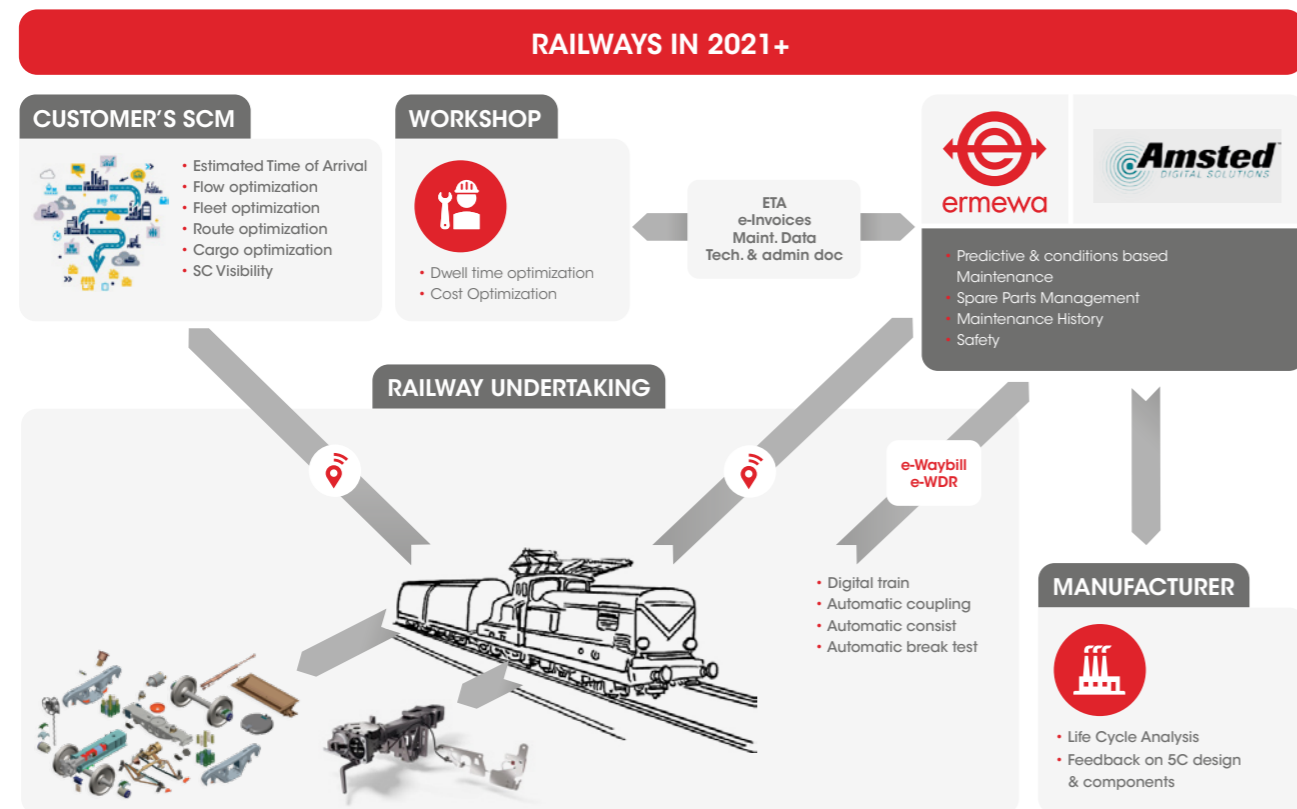 RAILWAYS IN 2021+
CUSTOMER'S SCM
• Estimated Time of Arrival
• Flow optimization
• Fleet optimization
• Route optimization
• Cargo optimization
• SC Visibility
WORKSHOP
• Dwell time optimization
• Cost Optimization
ETA
e-Invoices
Maint. Data
Tech. & admin doc
ermewa
Amsted
DIGITAL SOLUTIONS
• Predictive & conditions based
Maintenance
• Spare Parts Management
• Maintenance History
• Safety
RAILWAY UNDERTAKING
e-Waybill
e-WDR
• Digital train
• Automatic coupling
• Automatic consist
• Automatic break test
MANUFACTURER
• Life Cycle Analysis
• Feedback on 5C design
& components